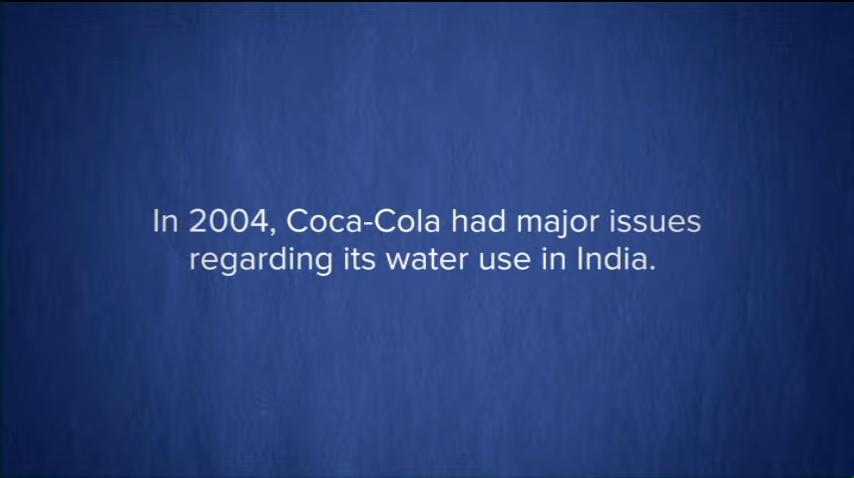 In 2004, Coca-Cola had major issues
regarding its water use in India.